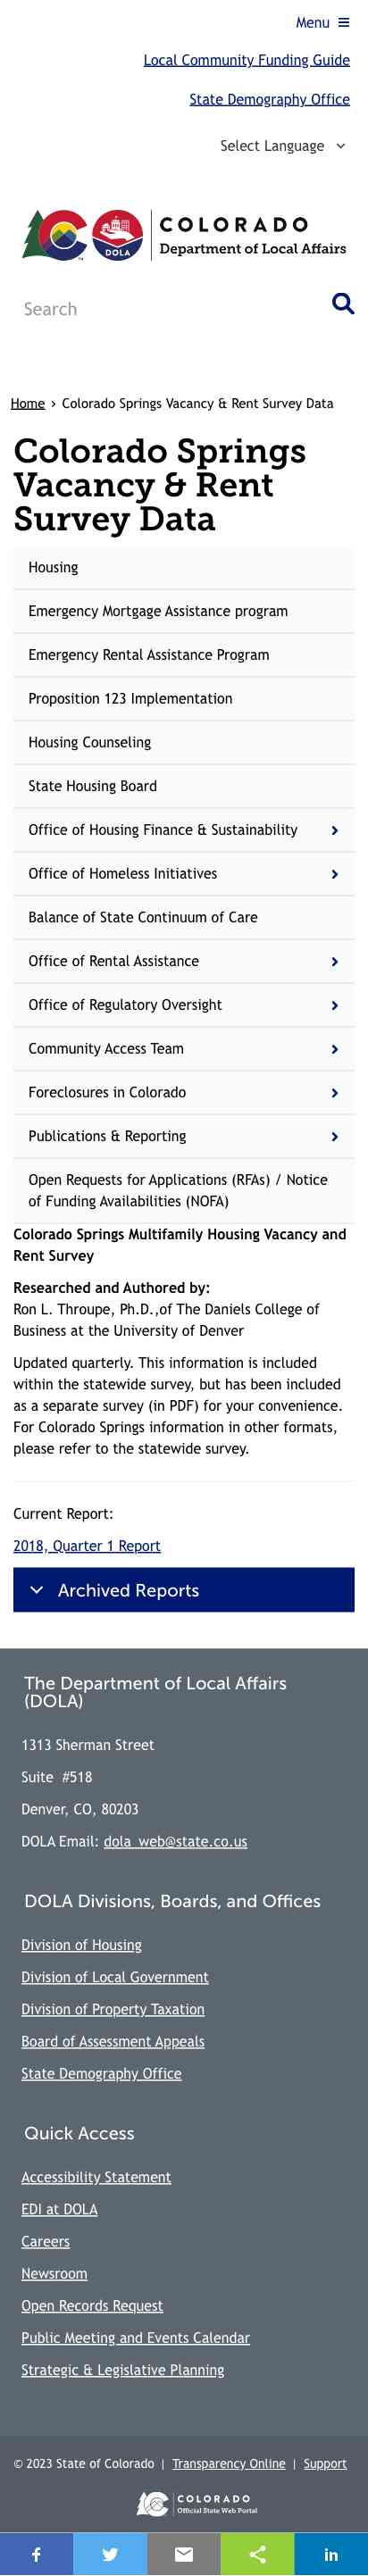 Menu
Local Community Funding Guide
State Demography Office
Select Language
COLORADO
Department of Local Affairs
DOLA
Search
Home › Colorado Springs Vacancy & Rent Survey Data
Colorado Springs
Vacancy & Rent
Survey Data
Housing
Emergency Mortgage Assistance program
Emergency Rental Assistance Program
Proposition 123 Implementation
Housing Counseling
State Housing Board
Office of Housing Finance & Sustainability
Office of Homeless Initiatives
Balance of State Continuum of Care
Office of Rental Assistance
Office of Regulatory Oversight
Community Access Team
Foreclosures in Colorado
Publications & Reporting
Open Requests for Applications (RFAs) / Notice
of Funding Availabilities (NOFA)
Colorado Springs Multifamily Housing Vacancy and
Rent Survey
Researched and Authored by:
Ron L. Throupe, Ph.D.,of The Daniels College of
Business at the University of Denver
Updated quarterly. This information is included
within the statewide survey, but has been included
as a separate survey (in PDF) for your convenience.
For Colorado Springs information in other formats,
please refer to the statewide survey.
Current Report:
2018, Quarter 1 Report
Archived Reports
The Department of Local Affairs
(DOLA)
1313 Sherman Street
Suite #518
Denver, CO, 80203
DOLA Email: dola_web@state.co.us
DOLA Divisions, Boards, and Offices
Division of Housing
Division of Local Government
Division of Property Taxation
Board of Assessment Appeals
State Demography Office
Quick Access
Accessibility Statement
EDI at DOLA
Careers
Newsroom
Open Records Request
Public Meeting and Events Calendar
Strategic & Legislative Planning
© 2023 State of Colorado | Transparency Online | Support
COLORADO
Official State Web Portal